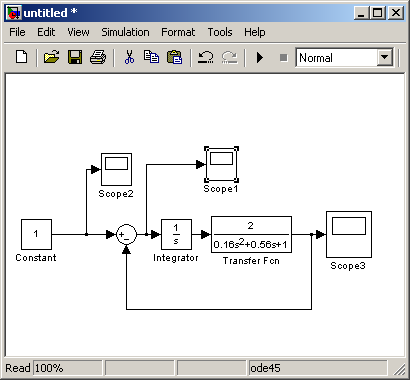 untitled *
File Edit View Simulation Format Tools Help
Normal
Scope2
Scope1
1
Constant
+
−
1
s
Integrator
2
0.16s²+0.56s+1
Transfer Fcn
Scope3
Read 100% ode45